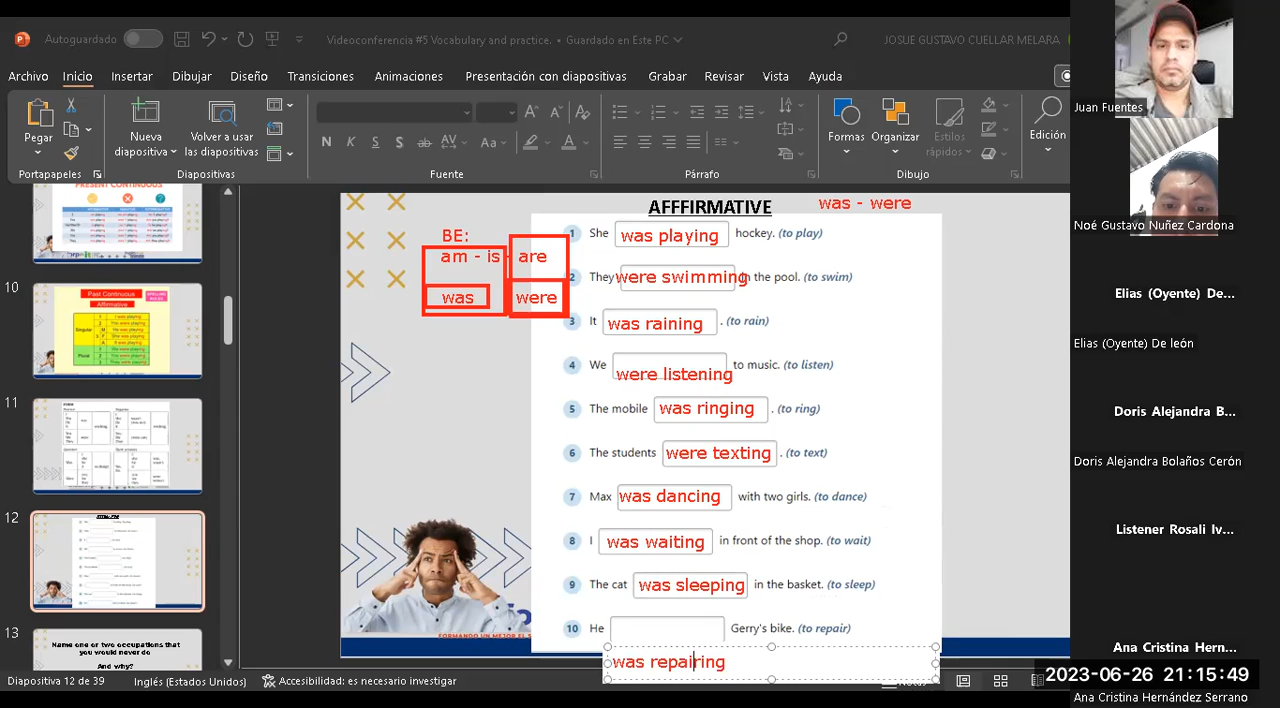 Autoguardado
Videoconferencia #5 Vocabulary and practice. • Guardado en Este PC
JOSUE GUSTAVO CUELLAR MELARA
Archivo Inicio Insertar Dibujar Diseño Transiciones Animaciones Presentación con diapositivas Grabar Revisar Vista Ayuda
Pegar
Nueva diapositiva
Volver a usar las diapositivas
N K S S ab AV Aa A
Formas Organizar Estilos rápidos Edición
Portapapeles Diapositivas Fuente Párrafo Dibujo
PRESENT CONTINUOUS
10
Past Continuous
Affirmative
11
12
13
Name one or two occupations that
you would never do
And why?
AFFFIRMATIVE
was - were
BE:
am - is - are
was were
1 She was playing hockey. (to play)
2 They were swimming in the pool. (to swim)
3 It was raining . (to rain)
4 We were listening to music. (to listen)
5 The mobile was ringing . (to ring)
6 The students were texting . (to text)
7 Max was dancing with two girls. (to dance)
8 I was waiting in front of the shop. (to wait)
9 The cat was sleeping in the basket. (to sleep)
10 He Gerry's bike. (to repair)
was repairing
Diapositiva 12 de 39 Inglés (Estados Unidos) Accesibilidad: es necesario investigar
Juan Fuentes
Noé Gustavo Nuñez Cardona
Elias (Oyente) De...
Elias (Oyente) De león
Doris Alejandra B...
Doris Alejandra Bolaños Cerón
Listener Rosali Iv...
Ana Cristina Hern...
2023-06-26 21:15:49
Ana Cristina Hernández Serrano